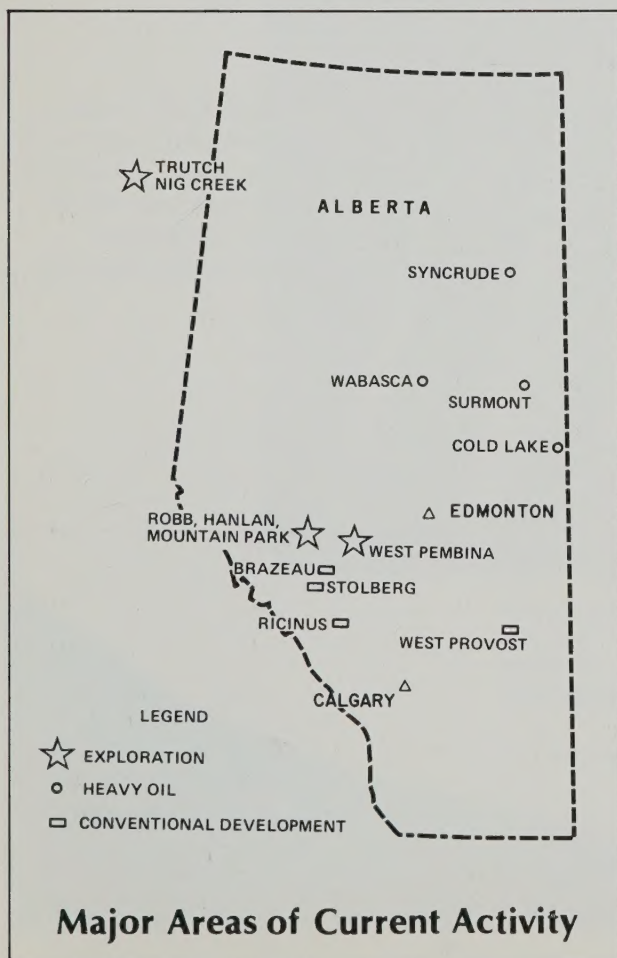 TRUTCH
NIG CREEK
ALBERTA
SYNCRUDE
WABASCA
SURMONT
COLD LAKE
EDMONTON
ROBB, HANLAN,
MOUNTAIN PARK
WEST PEMBINA
BRAZEAU
STOLBERG
RICINUS
WEST PROVOST
CALGARY
LEGEND
EXPLORATION
HEAVY OIL
CONVENTIONAL DEVELOPMENT
Major Areas of Current Activity